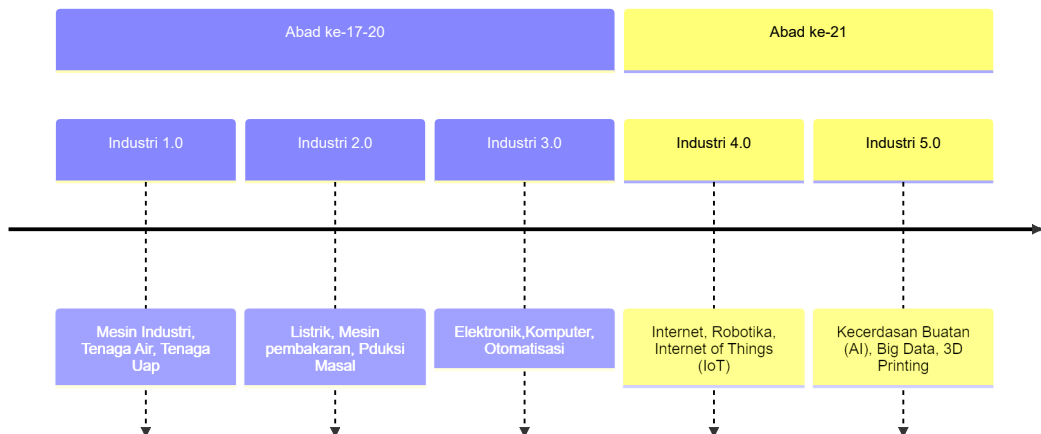 Abad ke-17-20
Abad ke-21
Industri 1.0
Industri 2.0
Industri 3.0
Industri 4.0
Industri 5.0
Mesin Industri,
Tenaga Air, Tenaga
Uap
Listrik, Mesin
pembakaran, Pduksi
Masal
Elektronik,Komputer,
Otomatisasi
Internet, Robotika,
Internet of Things
(IoT)
Kecerdasan Buatan
(AI), Big Data, 3D
Printing